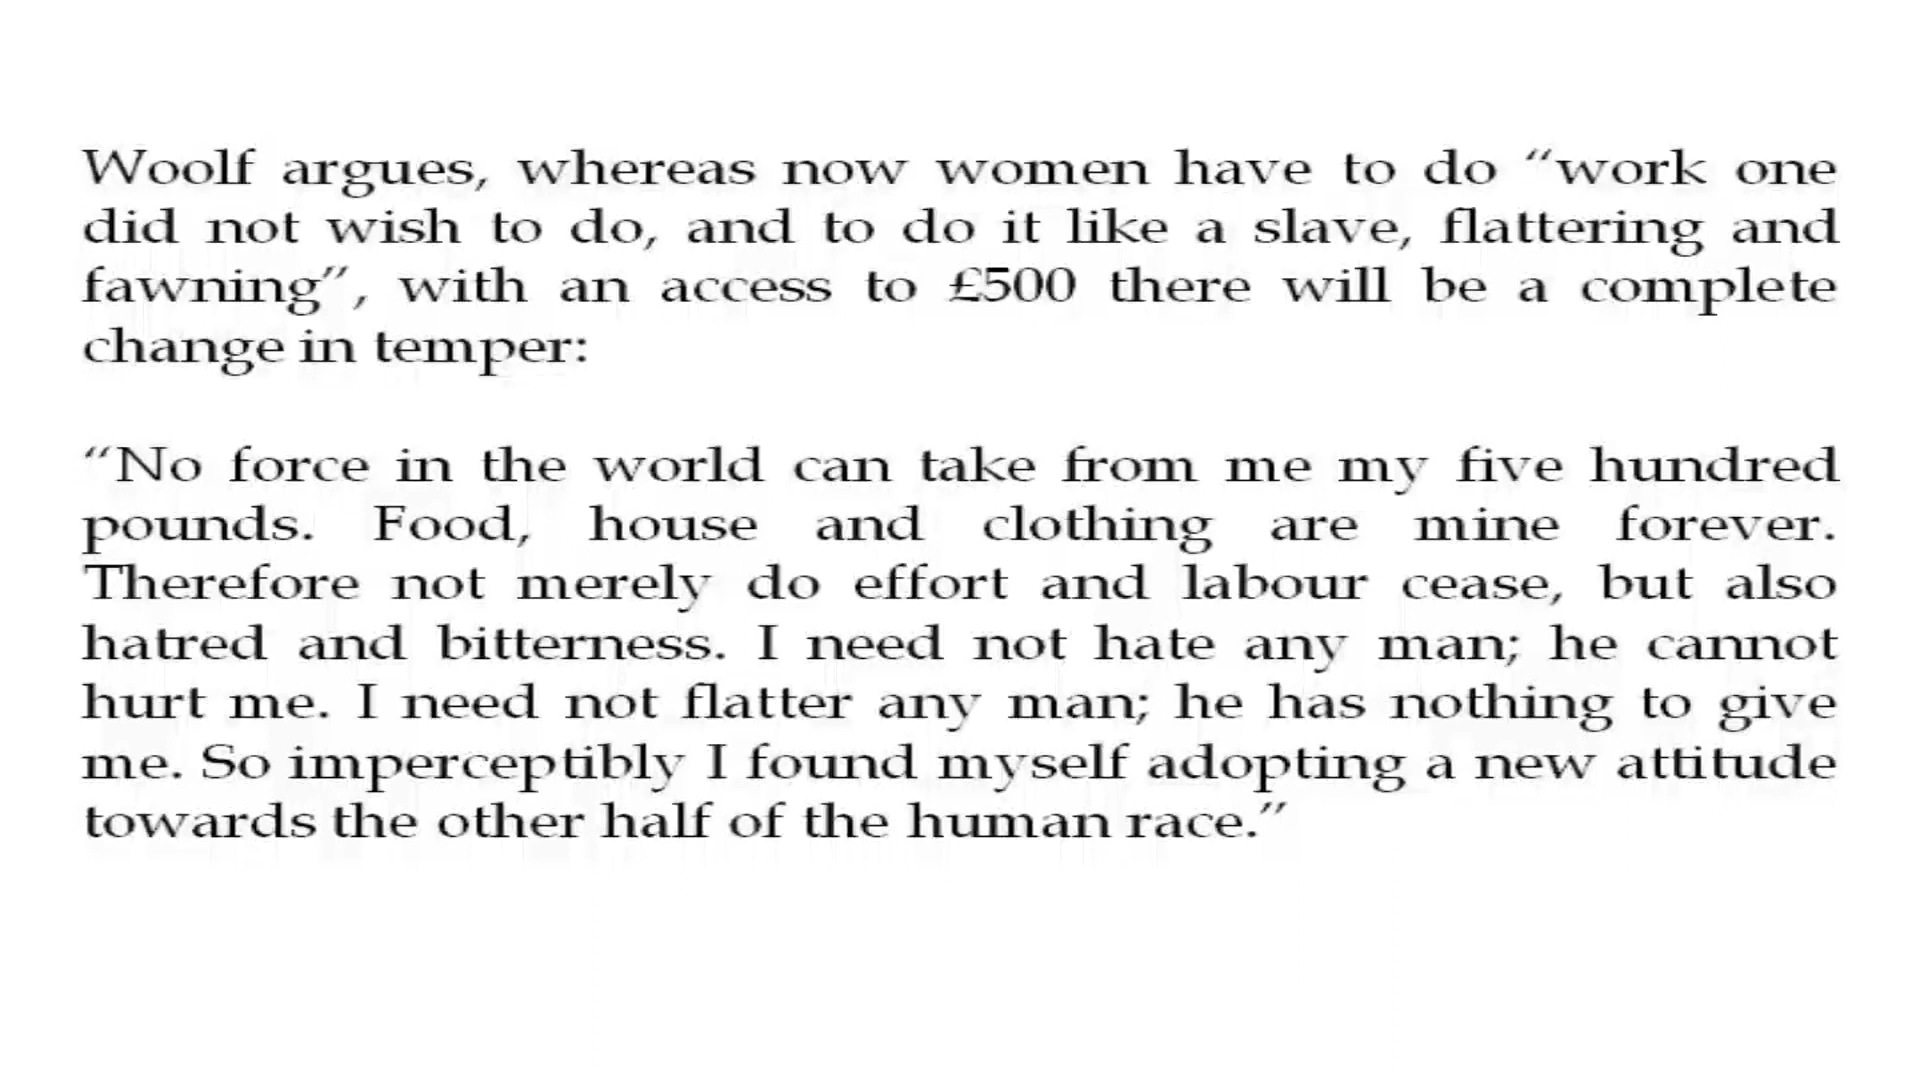 Woolf argues, whereas now women have to do “work one
did not wish to do, and to do it like a slave, flattering and
fawning”, with an access to £500 there will be a complete
change in temper:
“No force in the world can take from me my five hundred
pounds. Food, house and clothing are mine forever.
Therefore not merely do effort and labour cease, but also
hatred and bitterness. I need not hate any man; he cannot
hurt me. I need not flatter any man; he has nothing to give
me. So imperceptibly I found myself adopting a new attitude
towards the other half of the human race.”